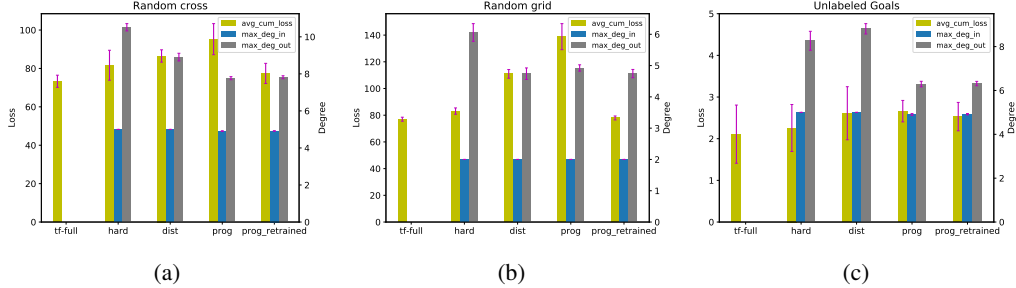 Random cross
avg_cum_loss
max_deg_in
max_deg_out
100
80
60
40
20
0
Loss
10
8
6
4
2
0
Degree
tf-full hard dist prog prog_retrained
(a)
Random grid
avg_cum_loss
max_deg_in
max_deg_out
140
120
100
80
60
40
20
0
Loss
6
5
4
3
2
1
0
Degree
tf-full hard dist prog prog_retrained
(b)
Unlabeled Goals
avg_cum_loss
max_deg_in
max_deg_out
5
4
3
2
1
0
Loss
8
6
4
2
0
Degree
tf-full hard dist prog prog_retrained
(c)